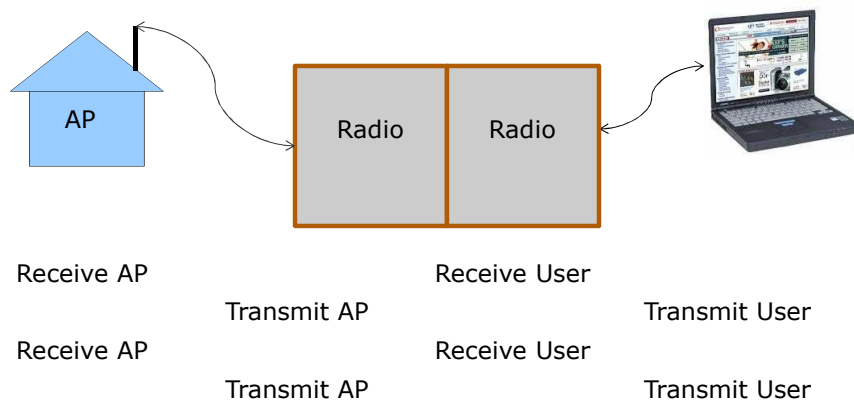 AP
Radio Radio
Receive AP Receive User
Transmit AP Transmit User
Receive AP Receive User
Transmit AP Transmit User